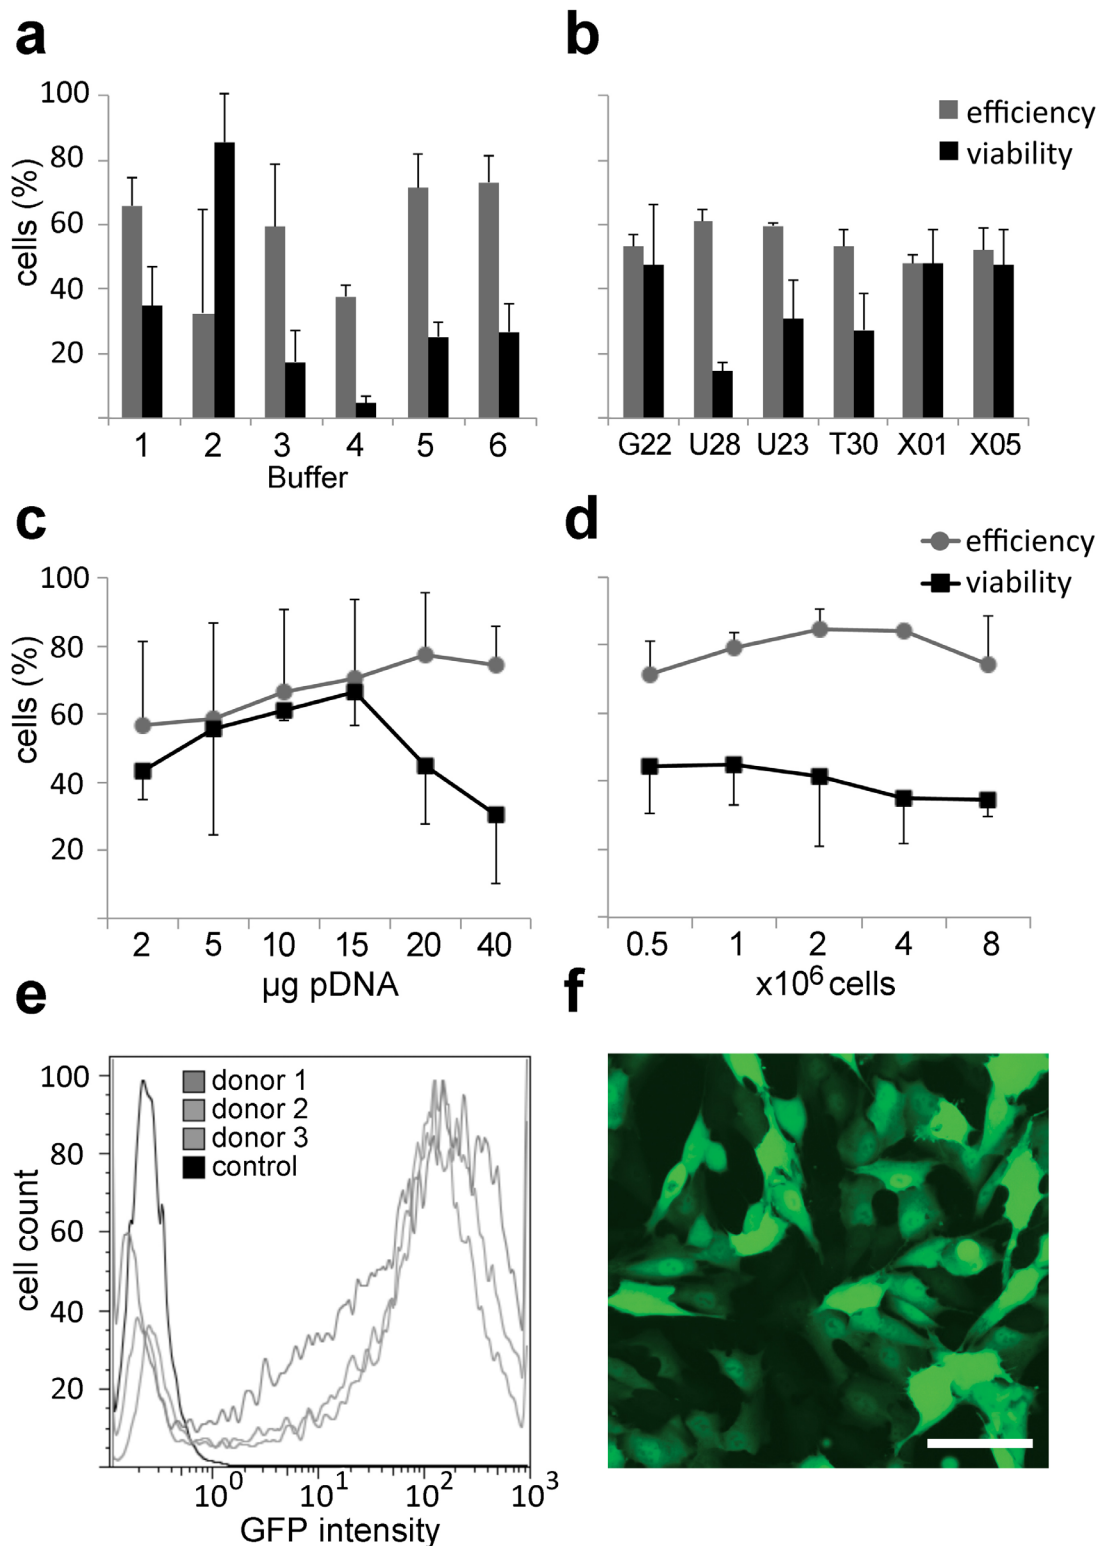 a
100
80
60
40
20
cells (%)
1 2 3 4 5 6
Buffer
b
efficiency
viability
G22 U28 U23 T30 X01 X05
c
100
80
60
40
20
cells (%)
2 5 10 15 20 40
µg pDNA
d
efficiency
viability
0.5 1 2 4 8
x10⁶ cells
e
100
80
60
40
20
cell count
donor 1
donor 2
donor 3
control
10⁰ 10¹ 10² 10³
GFP intensity
f